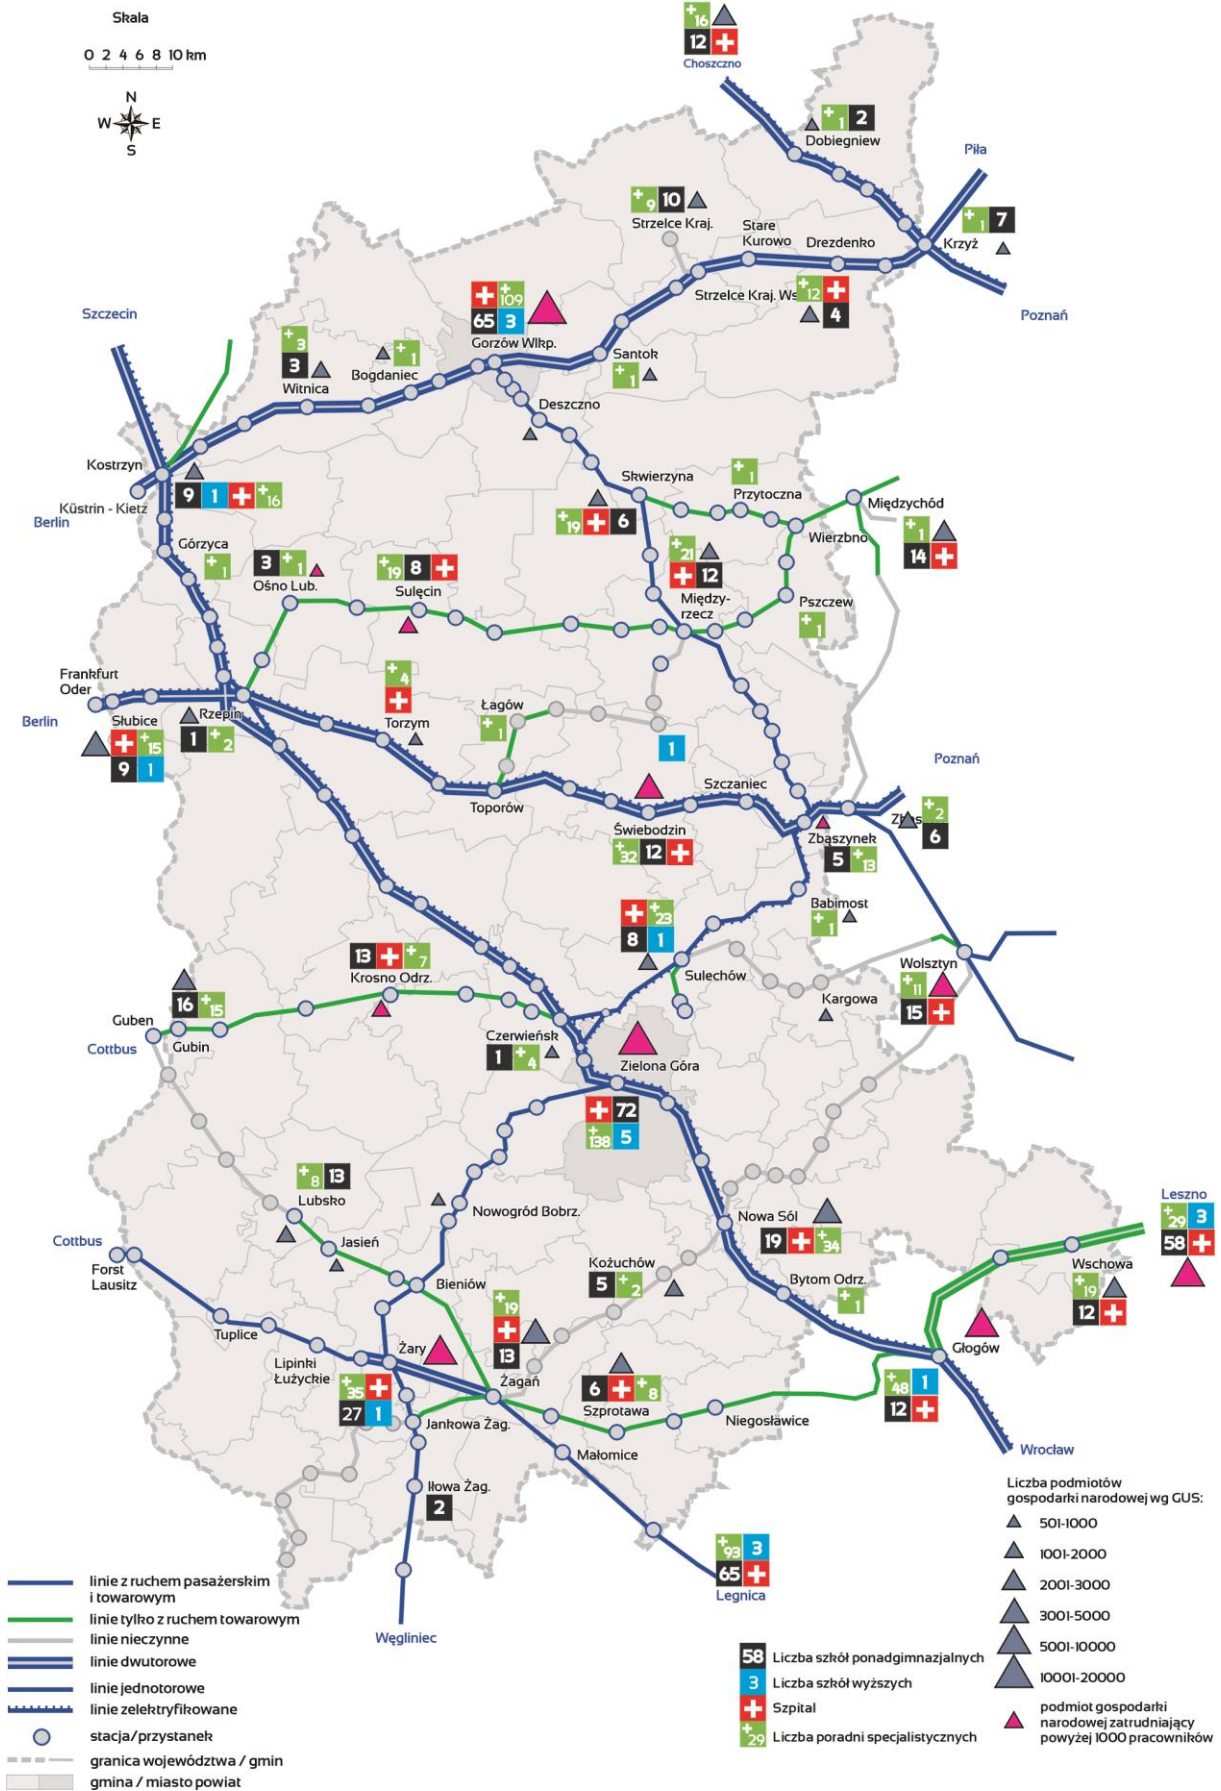 Skala
0 2 4 6 8 10 km
N
W E
S
16
12
Choszczno
1 2
Dobiegniew
Piła
9 10
Strzelce Kraj.
Stare
Kurowo
Drezdenko
1 7
Krzyż
Strzelce Kraj. Ws
12
4
Poznań
Szczecin
109
65 3
Gorzów Wlkp.
3
3
Witnica
1
Bogdaniec
Santok
1
Deszczno
Kostrzyn
Küstrin - Kietz
9 1 16
Berlin
Skwierzyna
19 6
1
Przytoczna
Międzychód
Wierzbno
1
14
Górzyca
1
3 1
Ośno Lub.
19 8
Sulęcin
21
12
Między-
rzecz
Pszczew
1
Frankfurt
Oder
Berlin
Słubice
15
9 1
Rzepin
1 2
4
Torzym
Łagów
1
1
Toporów
Szczaniec
Świebodzin
32 12
Poznań
2
6
Zbąszynek
5 13
Babimost
1
23
8 1
Sulechów
Kargowa
Wolsztyn
11
15
13 7
Krosno Odrz.
16 15
Guben
Gubin
Cottbus
Czerwieńsk
1 4
Zielona Góra
72
138 5
8 13
Lubsko
Jasień
Nowogród Bobrz.
Nowa Sól
19 34
Leszno
29 3
58
Cottbus
Forst
Lausitz
Bieniów
Kożuchów
5 2
Bytom Odrz.
1
Wschowa
19
12
Tuplice
Lipinki
Łużyckie
Żary
35
27 1
19
13
Żagań
Głogów
48 1
12
6 8
Szprotawa
Niegosławice
Jankowa Żag.
Małomice
Wrocław
Iłowa Żag.
2
93 3
65
Legnica
Węgliniec
Liczba podmiotów
gospodarki narodowej wg GUS:
501-1000
1001-2000
2001-3000
3001-5000
5001-10000
10001-20000
podmiot gospodarki
narodowej zatrudniający
powyżej 1000 pracowników
58 Liczba szkół ponadgimnazjalnych
3 Liczba szkół wyższych
Szpital
29 Liczba poradni specjalistycznych
linie z ruchem pasażerskim
i towarowym
linie tylko z ruchem towarowym
linie nieczynne
linie dwutorowe
linie jednotorowe
linie zelektryfikowane
stacja/przystanek
granica województwa / gmin
gmina / miasto powiat